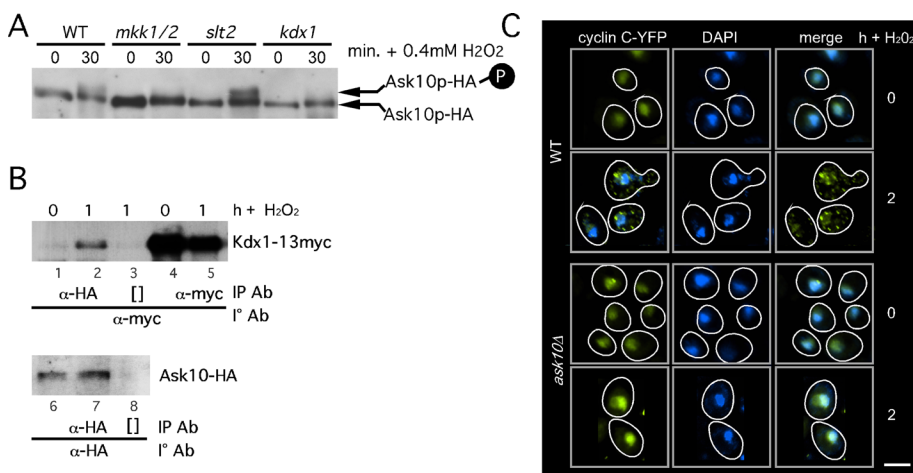 A
WT mkk1/2 slt2 kdx1
0 30 0 30 0 30 0 30 min. + 0.4mM H2O2
Ask10p-HA P
Ask10p-HA
B
0 1 1 0 1 h + H2O2
Kdx1-13myc
1 2 3 4 5
α-HA [] α-myc IP Ab
α-myc I° Ab
Ask10-HA
6 7 8
α-HA [] IP Ab
α-HA I° Ab
C
cyclin C-YFP DAPI merge h + H2O2
WT
0
2
ask10Δ
0
2